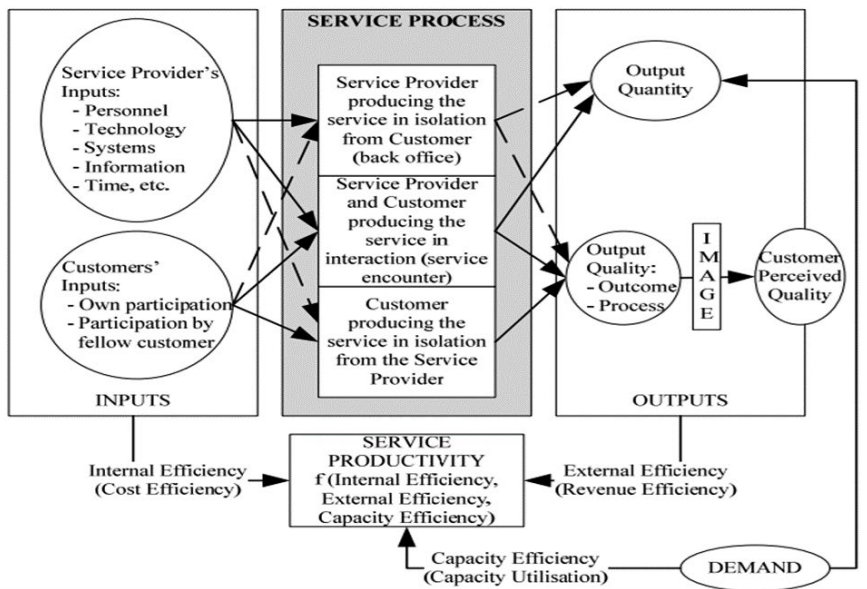 SERVICE PROCESS
Service Provider's
Inputs:
- Personnel
- Technology
- Systems
- Information
- Time, etc.
Customers'
Inputs:
- Own participation
- Participation by
fellow customer
INPUTS
Service Provider
producing the
service in isolation
from Customer
(back office)
Service Provider
and Customer
producing the
service in
interaction (service
encounter)
Customer
producing the
service in isolation
from the Service
Provider
Output
Quantity
Output
Quality:
- Outcome
- Process
I
M
A
G
E
Customer
Perceived
Quality
OUTPUTS
Internal Efficiency
(Cost Efficiency)
SERVICE
PRODUCTIVITY
f (Internal Efficiency,
External Efficiency,
Capacity Efficiency)
External Efficiency
(Revenue Efficiency)
Capacity Efficiency
(Capacity Utilisation)
DEMAND